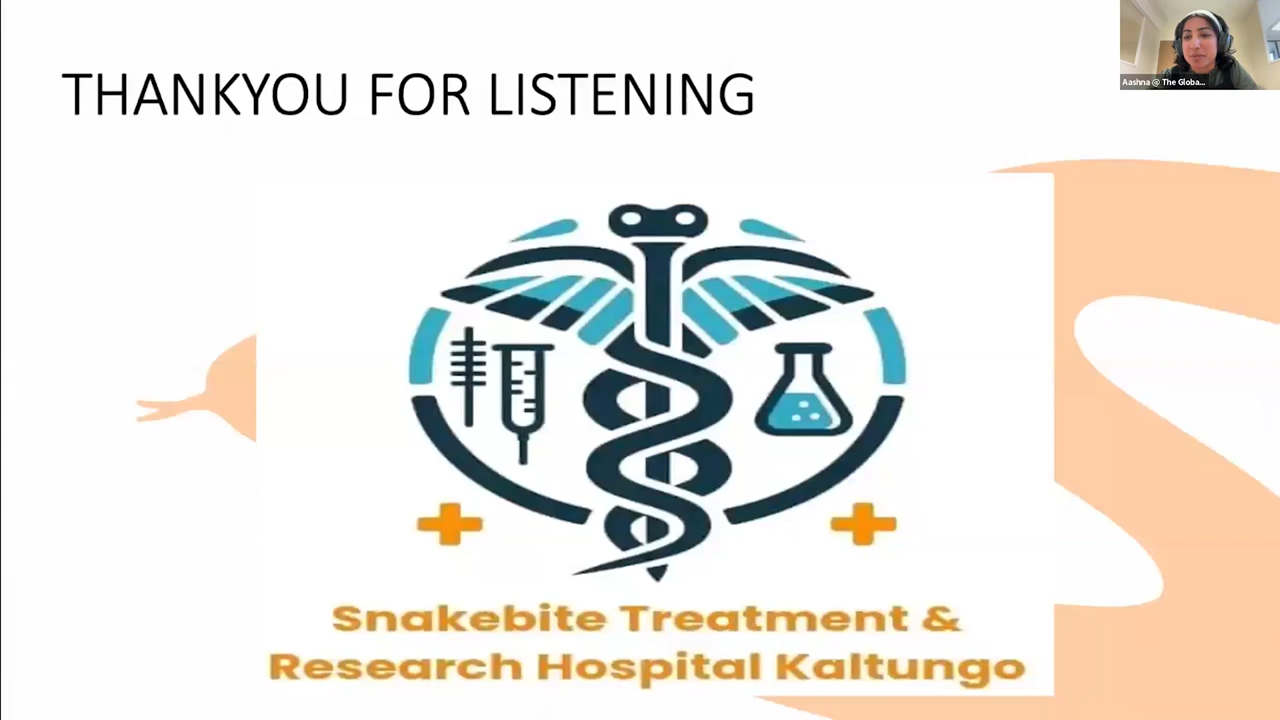 THANKYOU FOR LISTENING
Aashna @ The Globa...
Snakebite Treatment &
Research Hospital Kaltungo